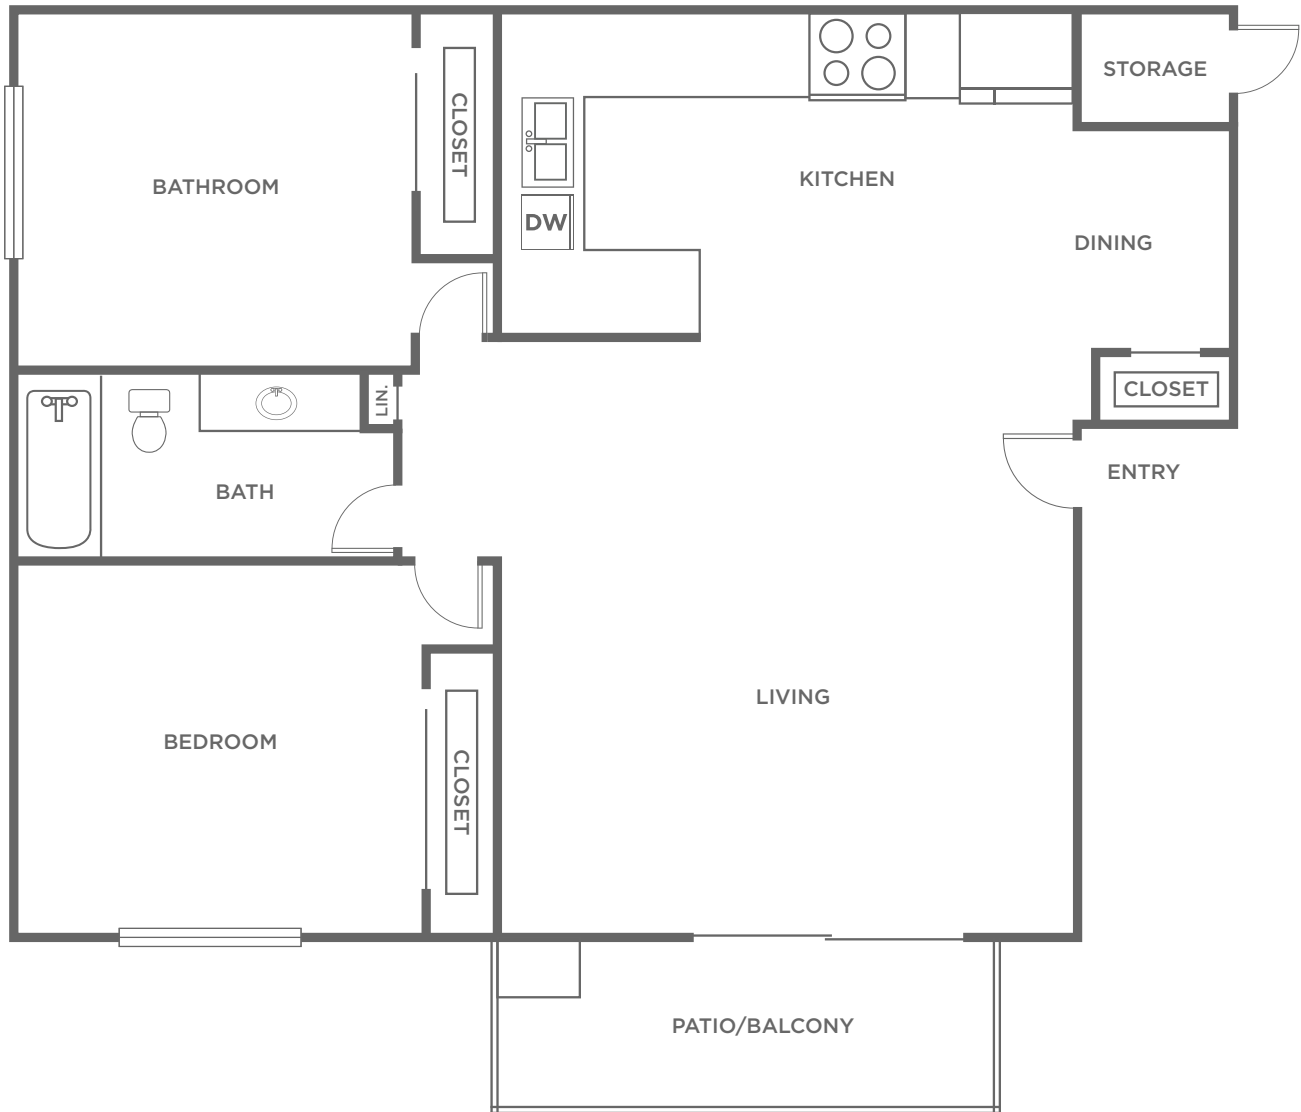 STORAGE
CLOSET
BATHROOM
KITCHEN
DW
DINING
CLOSET
LIN.
BATH
ENTRY
LIVING
BEDROOM
CLOSET
PATIO/BALCONY